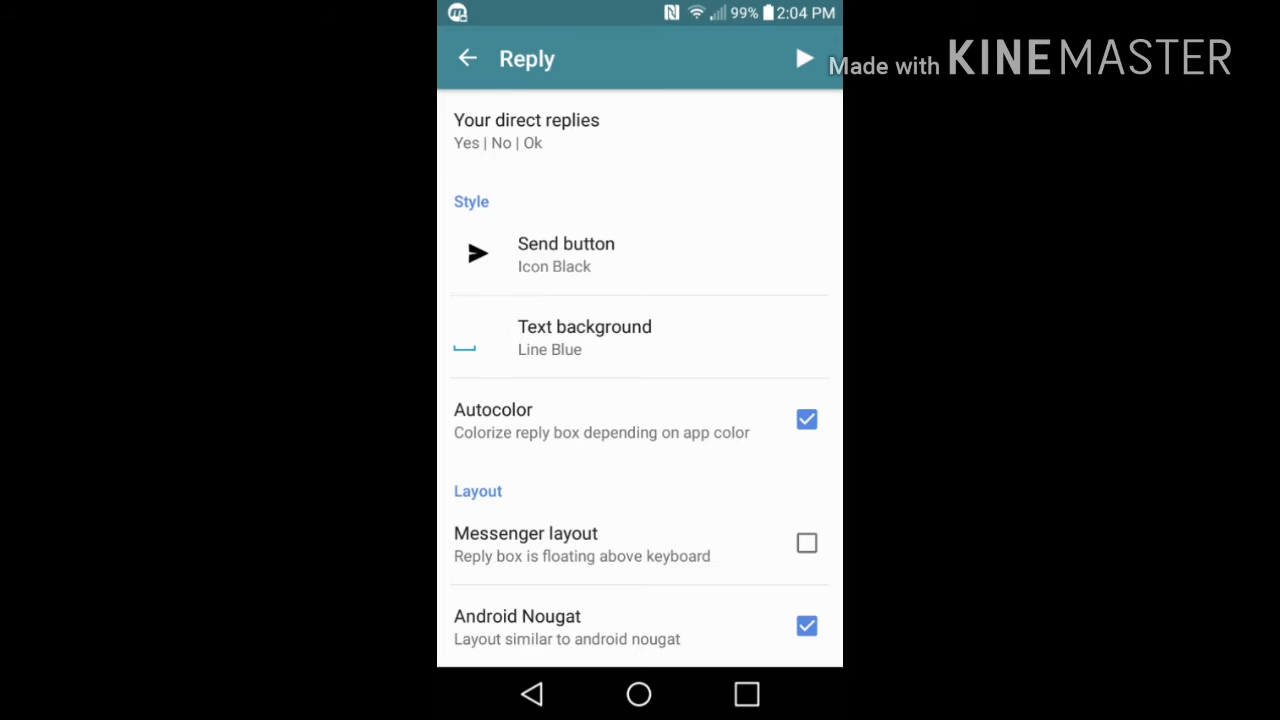 99% 2:04 PM
Reply
Made with KINEMASTER
Your direct replies
Yes | No | Ok
Style
Send button
Icon Black
Text background
Line Blue
Autocolor
Colorize reply box depending on app color
Layout
Messenger layout
Reply box is floating above keyboard
Android Nougat
Layout similar to android nougat